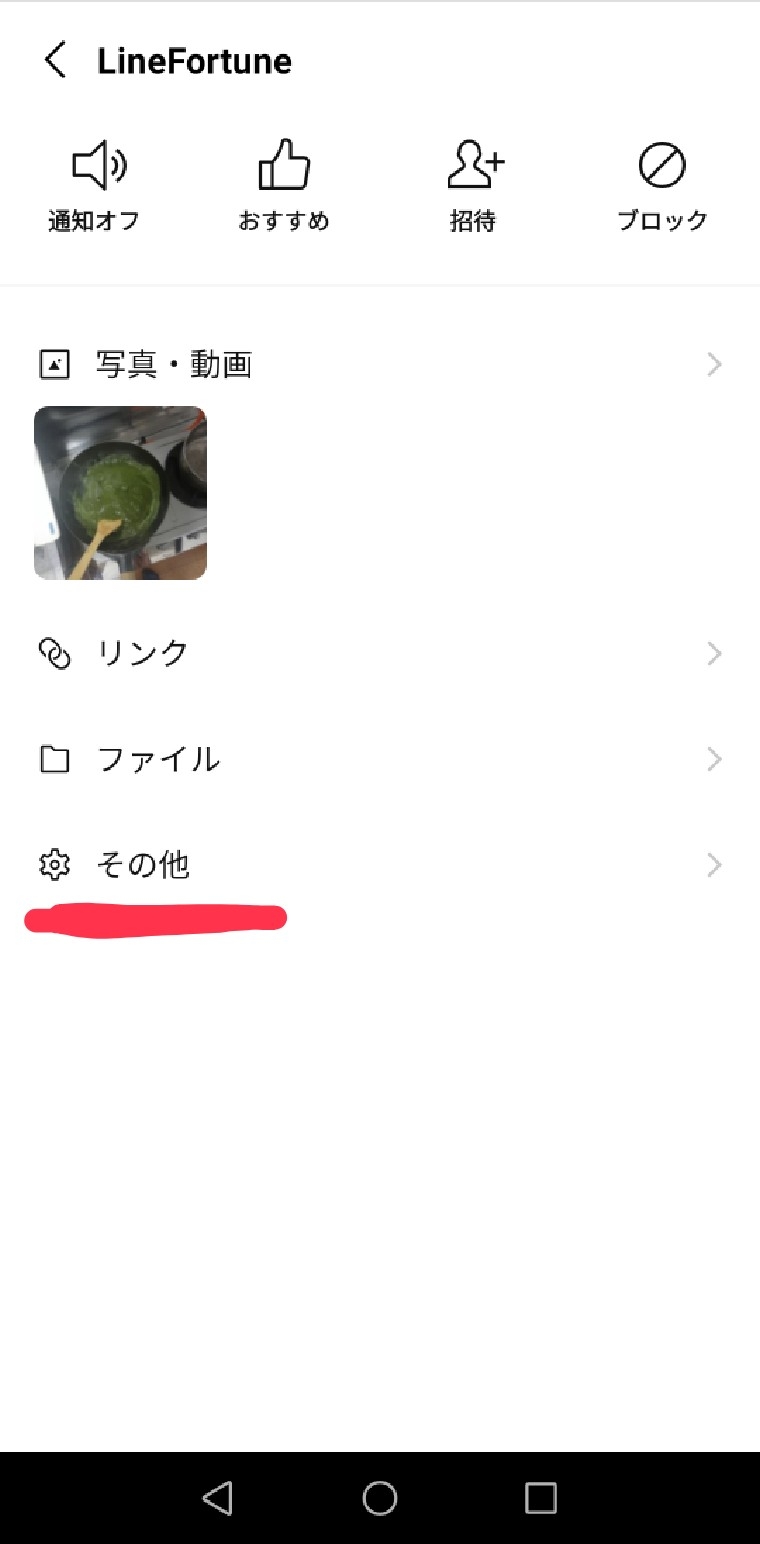 LineFortune
通知オフ
おすすめ
招待
ブロック
写真・動画
リンク
ファイル
その他